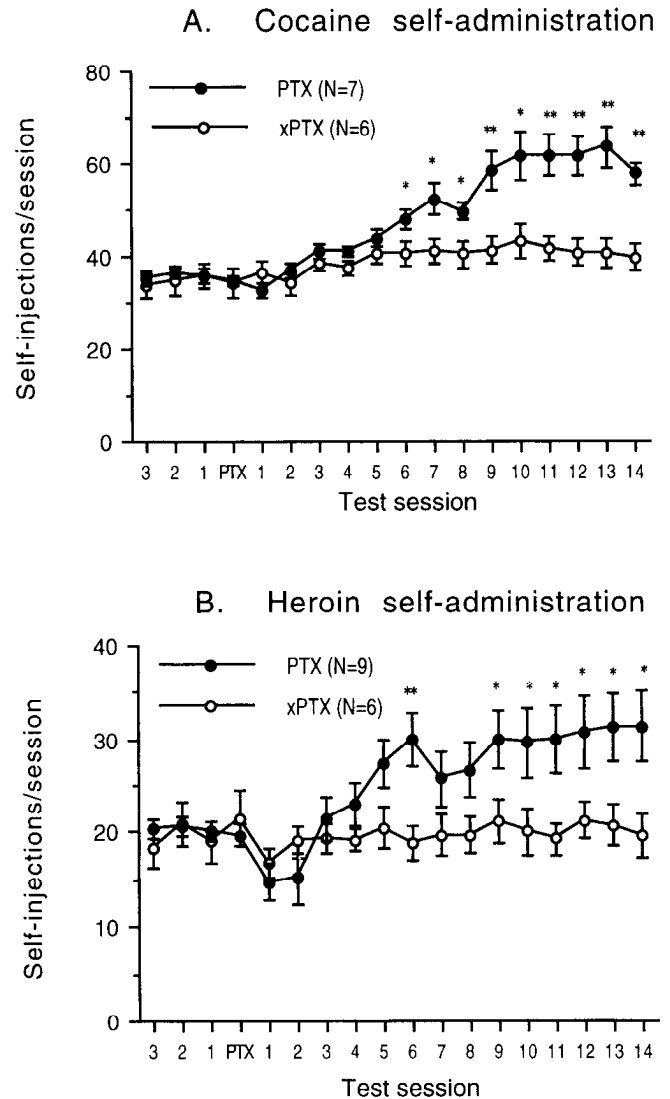 A. Cocaine self-administration
80
PTX (N=7)
xPTX (N=6)
** * ** ** **
* * * **
60
40
20
0
Self-injections/session
3 2 1 PTX 1 2 3 4 5 6 7 8 9 10 11 12 13 14
Test session
B. Heroin self-administration
40
PTX (N=9)
xPTX (N=6)
** * * * * * *
30
20
10
0
Self-injections/session
3 2 1 PTX 1 2 3 4 5 6 7 8 9 10 11 12 13 14
Test session